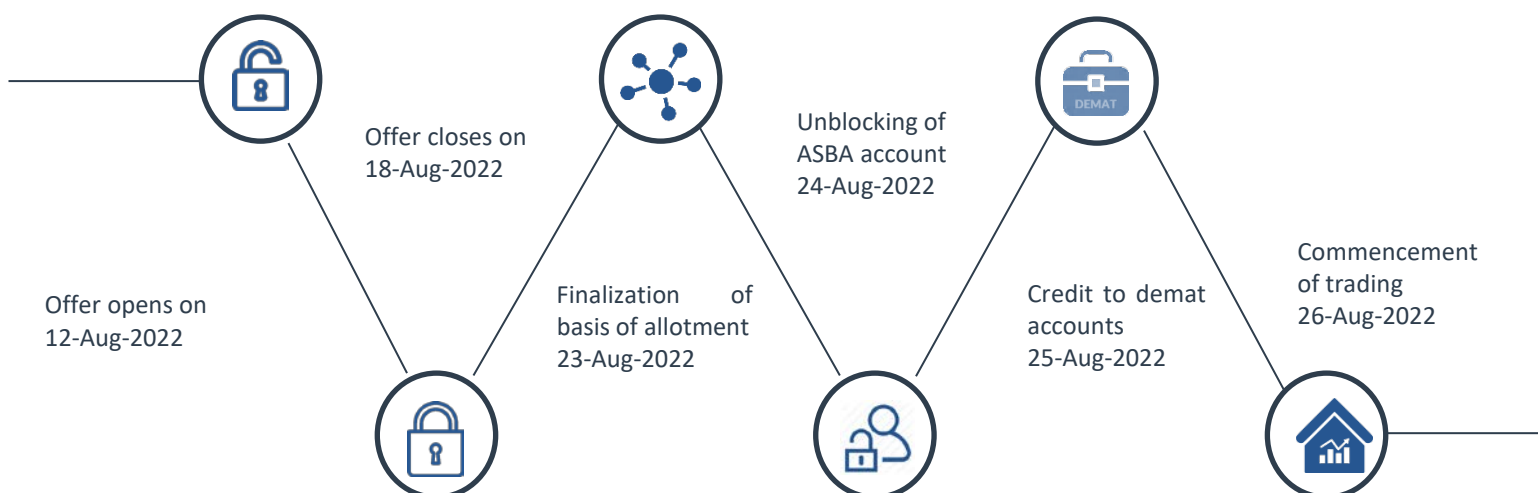 Offer opens on
12-Aug-2022
Offer closes on
18-Aug-2022
Finalization of
basis of allotment
23-Aug-2022
Unblocking of
ASBA account
24-Aug-2022
DEMAT
Credit to demat
accounts
25-Aug-2022
Commencement
of trading
26-Aug-2022